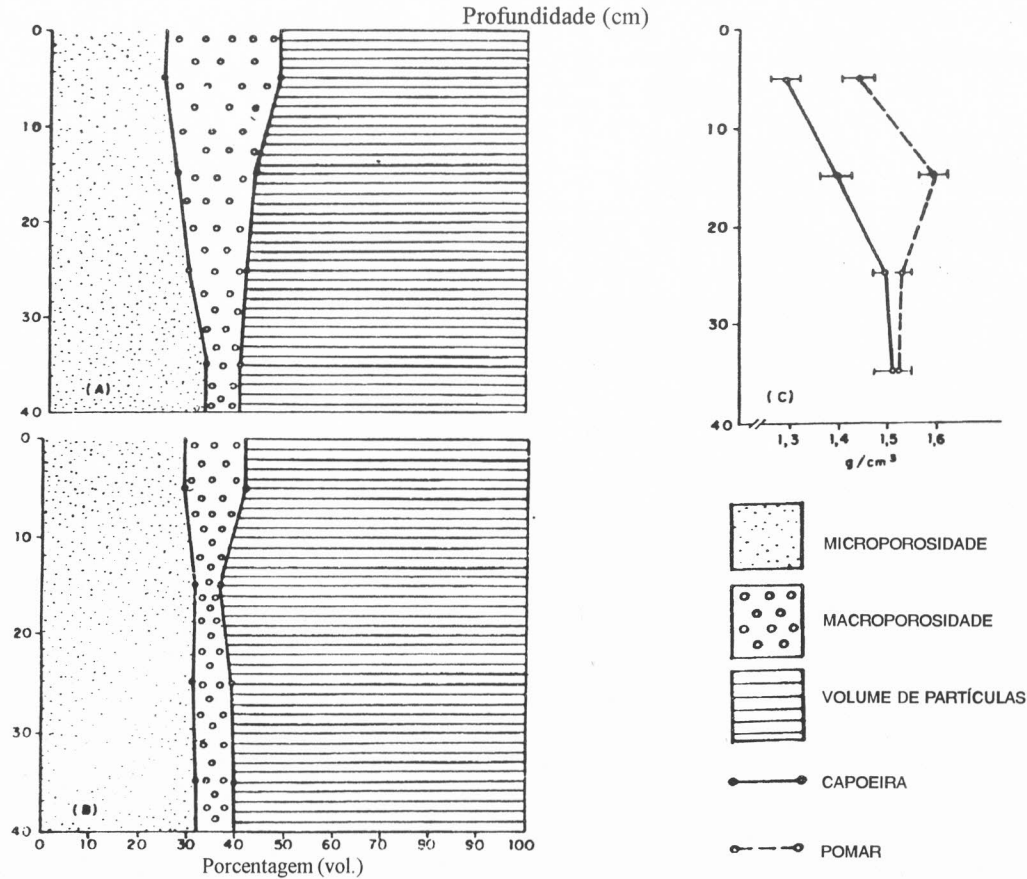 Profundidade (cm)
0
10
20
30
40
(A)
0
10
20
30
40
(B)
0 10 20 30 40 50 60 70 80 90 100
Porcentagem (vol.)
0
10
20
30
40
(C)
1,3 1,4 1,5 1,6
g/cm³
MICROPOROSIDADE
MACROPOROSIDADE
VOLUME DE PARTÍCULAS
CAPOEIRA
POMAR